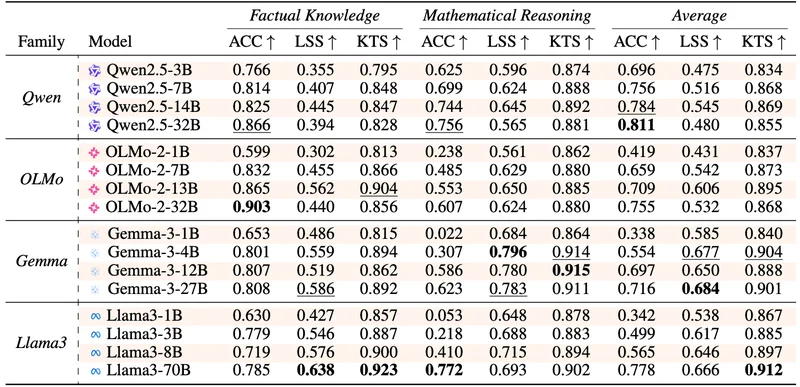 Factual Knowledge Mathematical Reasoning Average
Family Model ACC ↑ LSS ↑ KTS ↑ ACC ↑ LSS ↑ KTS ↑ ACC ↑ LSS ↑ KTS ↑
Qwen
Qwen2.5-3B 0.766 0.355 0.795 0.625 0.596 0.874 0.696 0.475 0.834
Qwen2.5-7B 0.814 0.407 0.848 0.699 0.624 0.888 0.756 0.516 0.868
Qwen2.5-14B 0.825 0.445 0.847 0.744 0.645 0.892 0.784 0.545 0.869
Qwen2.5-32B 0.866 0.394 0.828 0.756 0.565 0.881 0.811 0.480 0.855
OLMo
OLMo-2-1B 0.599 0.302 0.813 0.238 0.561 0.862 0.419 0.431 0.837
OLMo-2-7B 0.832 0.455 0.866 0.485 0.629 0.880 0.659 0.542 0.873
OLMo-2-13B 0.865 0.562 0.904 0.553 0.650 0.885 0.709 0.606 0.895
OLMo-2-32B 0.903 0.440 0.856 0.607 0.624 0.880 0.755 0.532 0.868
Gemma
Gemma-3-1B 0.653 0.486 0.815 0.022 0.684 0.864 0.338 0.585 0.840
Gemma-3-4B 0.801 0.559 0.894 0.307 0.796 0.914 0.554 0.677 0.904
Gemma-3-12B 0.807 0.519 0.862 0.586 0.780 0.915 0.697 0.650 0.888
Gemma-3-27B 0.808 0.586 0.892 0.623 0.783 0.911 0.716 0.684 0.901
Llama3
Llama3-1B 0.630 0.427 0.857 0.053 0.648 0.878 0.342 0.538 0.867
Llama3-3B 0.779 0.546 0.887 0.218 0.688 0.883 0.499 0.617 0.885
Llama3-8B 0.719 0.576 0.900 0.410 0.715 0.894 0.565 0.646 0.897
Llama3-70B 0.785 0.638 0.923 0.772 0.693 0.902 0.778 0.666 0.912